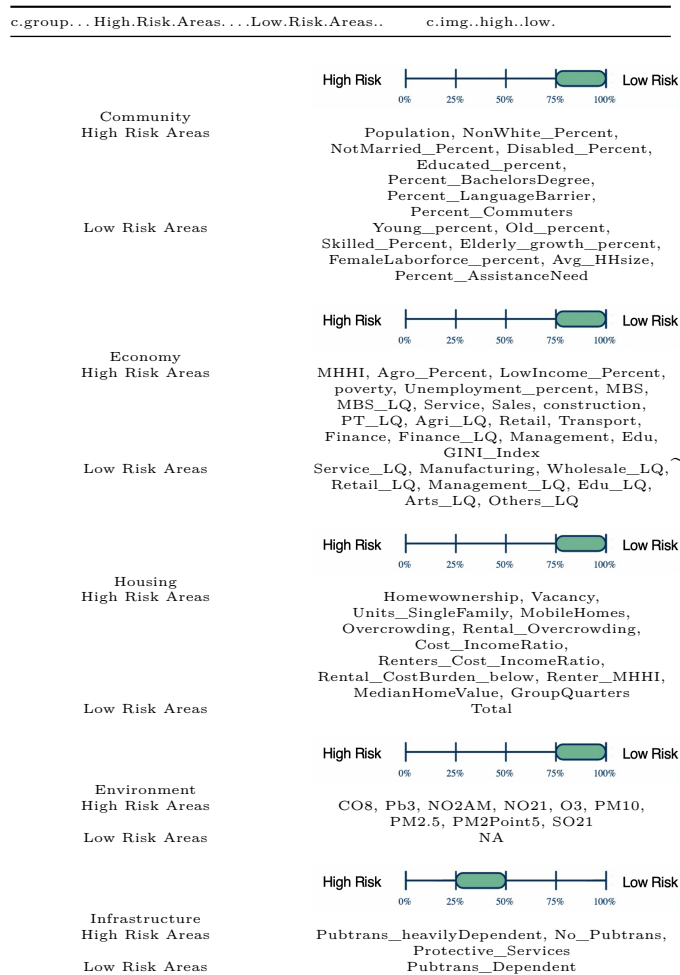 c.group. . . High.Risk.Areas. . . .Low.Risk.Areas.. c.img..high..low.
High Risk Low Risk
0% 25% 50% 75% 100%
Community
High Risk Areas Population, NonWhite_Percent,
NotMarried_Percent, Disabled_Percent,
Educated_percent,
Percent_BachelorsDegree,
Percent_LanguageBarrier,
Percent_Commuters
Low Risk Areas Young_percent, Old_percent,
Skilled_Percent, Elderly_growth_percent,
FemaleLaborforce_percent, Avg_HHsize,
Percent_AssistanceNeed
High Risk Low Risk
0% 25% 50% 75% 100%
Economy
High Risk Areas MHHI, Agro_Percent, LowIncome_Percent,
poverty, Unemployment_percent, MBS,
MBS_LQ, Service, Sales, construction,
PT_LQ, Agri_LQ, Retail, Transport,
Finance, Finance_LQ, Management, Edu,
GINI_Index
Low Risk Areas Service_LQ, Manufacturing, Wholesale_LQ,
Retail_LQ, Management_LQ, Edu_LQ,
Arts_LQ, Others_LQ
High Risk Low Risk
0% 25% 50% 75% 100%
Housing
High Risk Areas Homewownership, Vacancy,
Units_SingleFamily, MobileHomes,
Overcrowding, Rental_Overcrowding,
Cost_IncomeRatio,
Renters_Cost_IncomeRatio,
Rental_CostBurden_below, Renter_MHHI,
MedianHomeValue, GroupQuarters
Low Risk Areas Total
High Risk Low Risk
0% 25% 50% 75% 100%
Environment
High Risk Areas CO8, Pb3, NO2AM, NO21, O3, PM10,
PM2.5, PM2Point5, SO21
Low Risk Areas NA
High Risk Low Risk
0% 25% 50% 75% 100%
Infrastructure
High Risk Areas Pubtrans_heavilyDependent, No_Pubtrans,
Protective_Services
Low Risk Areas Pubtrans_Dependent